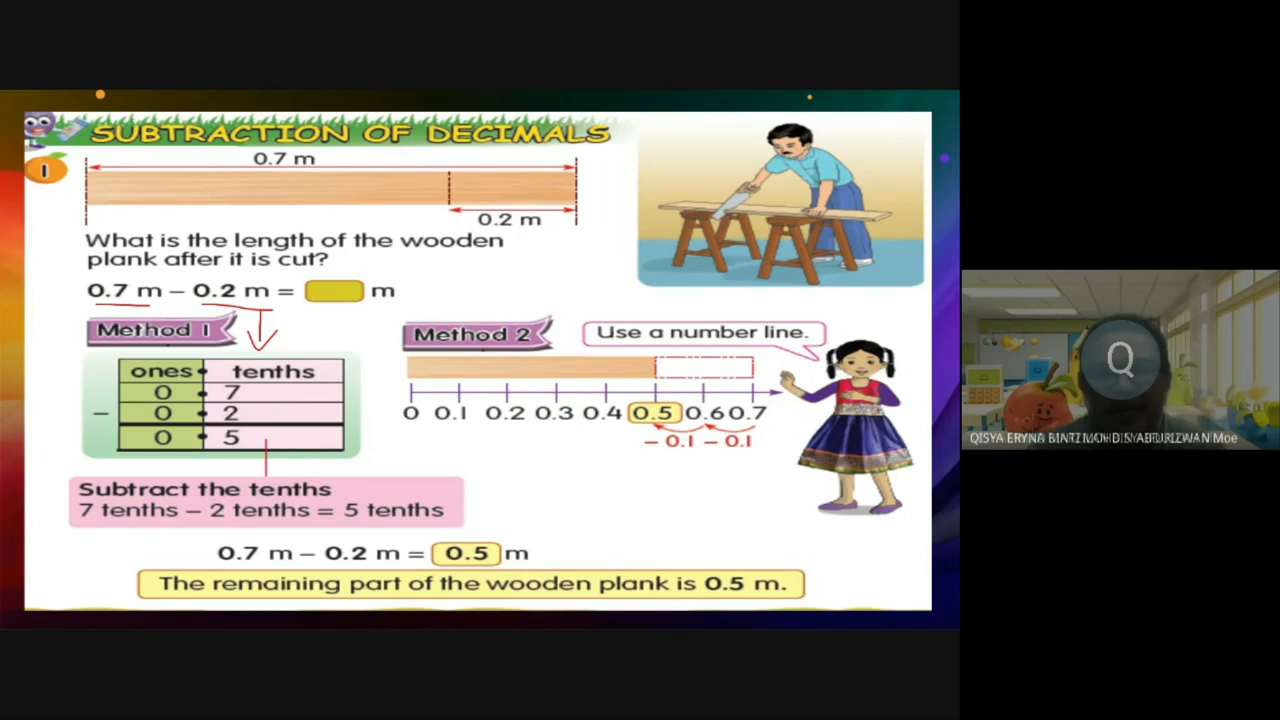 SUBTRACTION OF DECIMALS
1
0.7 m
0.2 m
What is the length of the wooden
plank after it is cut?
0.7 m – 0.2 m = m
Method 1
ones • tenths
0 • 7
– 0 • 2
0 • 5
Subtract the tenths
7 tenths – 2 tenths = 5 tenths
Method 2
Use a number line.
0 0.1 0.2 0.3 0.4 0.5 0.6 0.7
– 0.1 – 0.1
0.7 m – 0.2 m = 0.5 m
The remaining part of the wooden plank is 0.5 m.
Q
QISYA ERYNA Moe